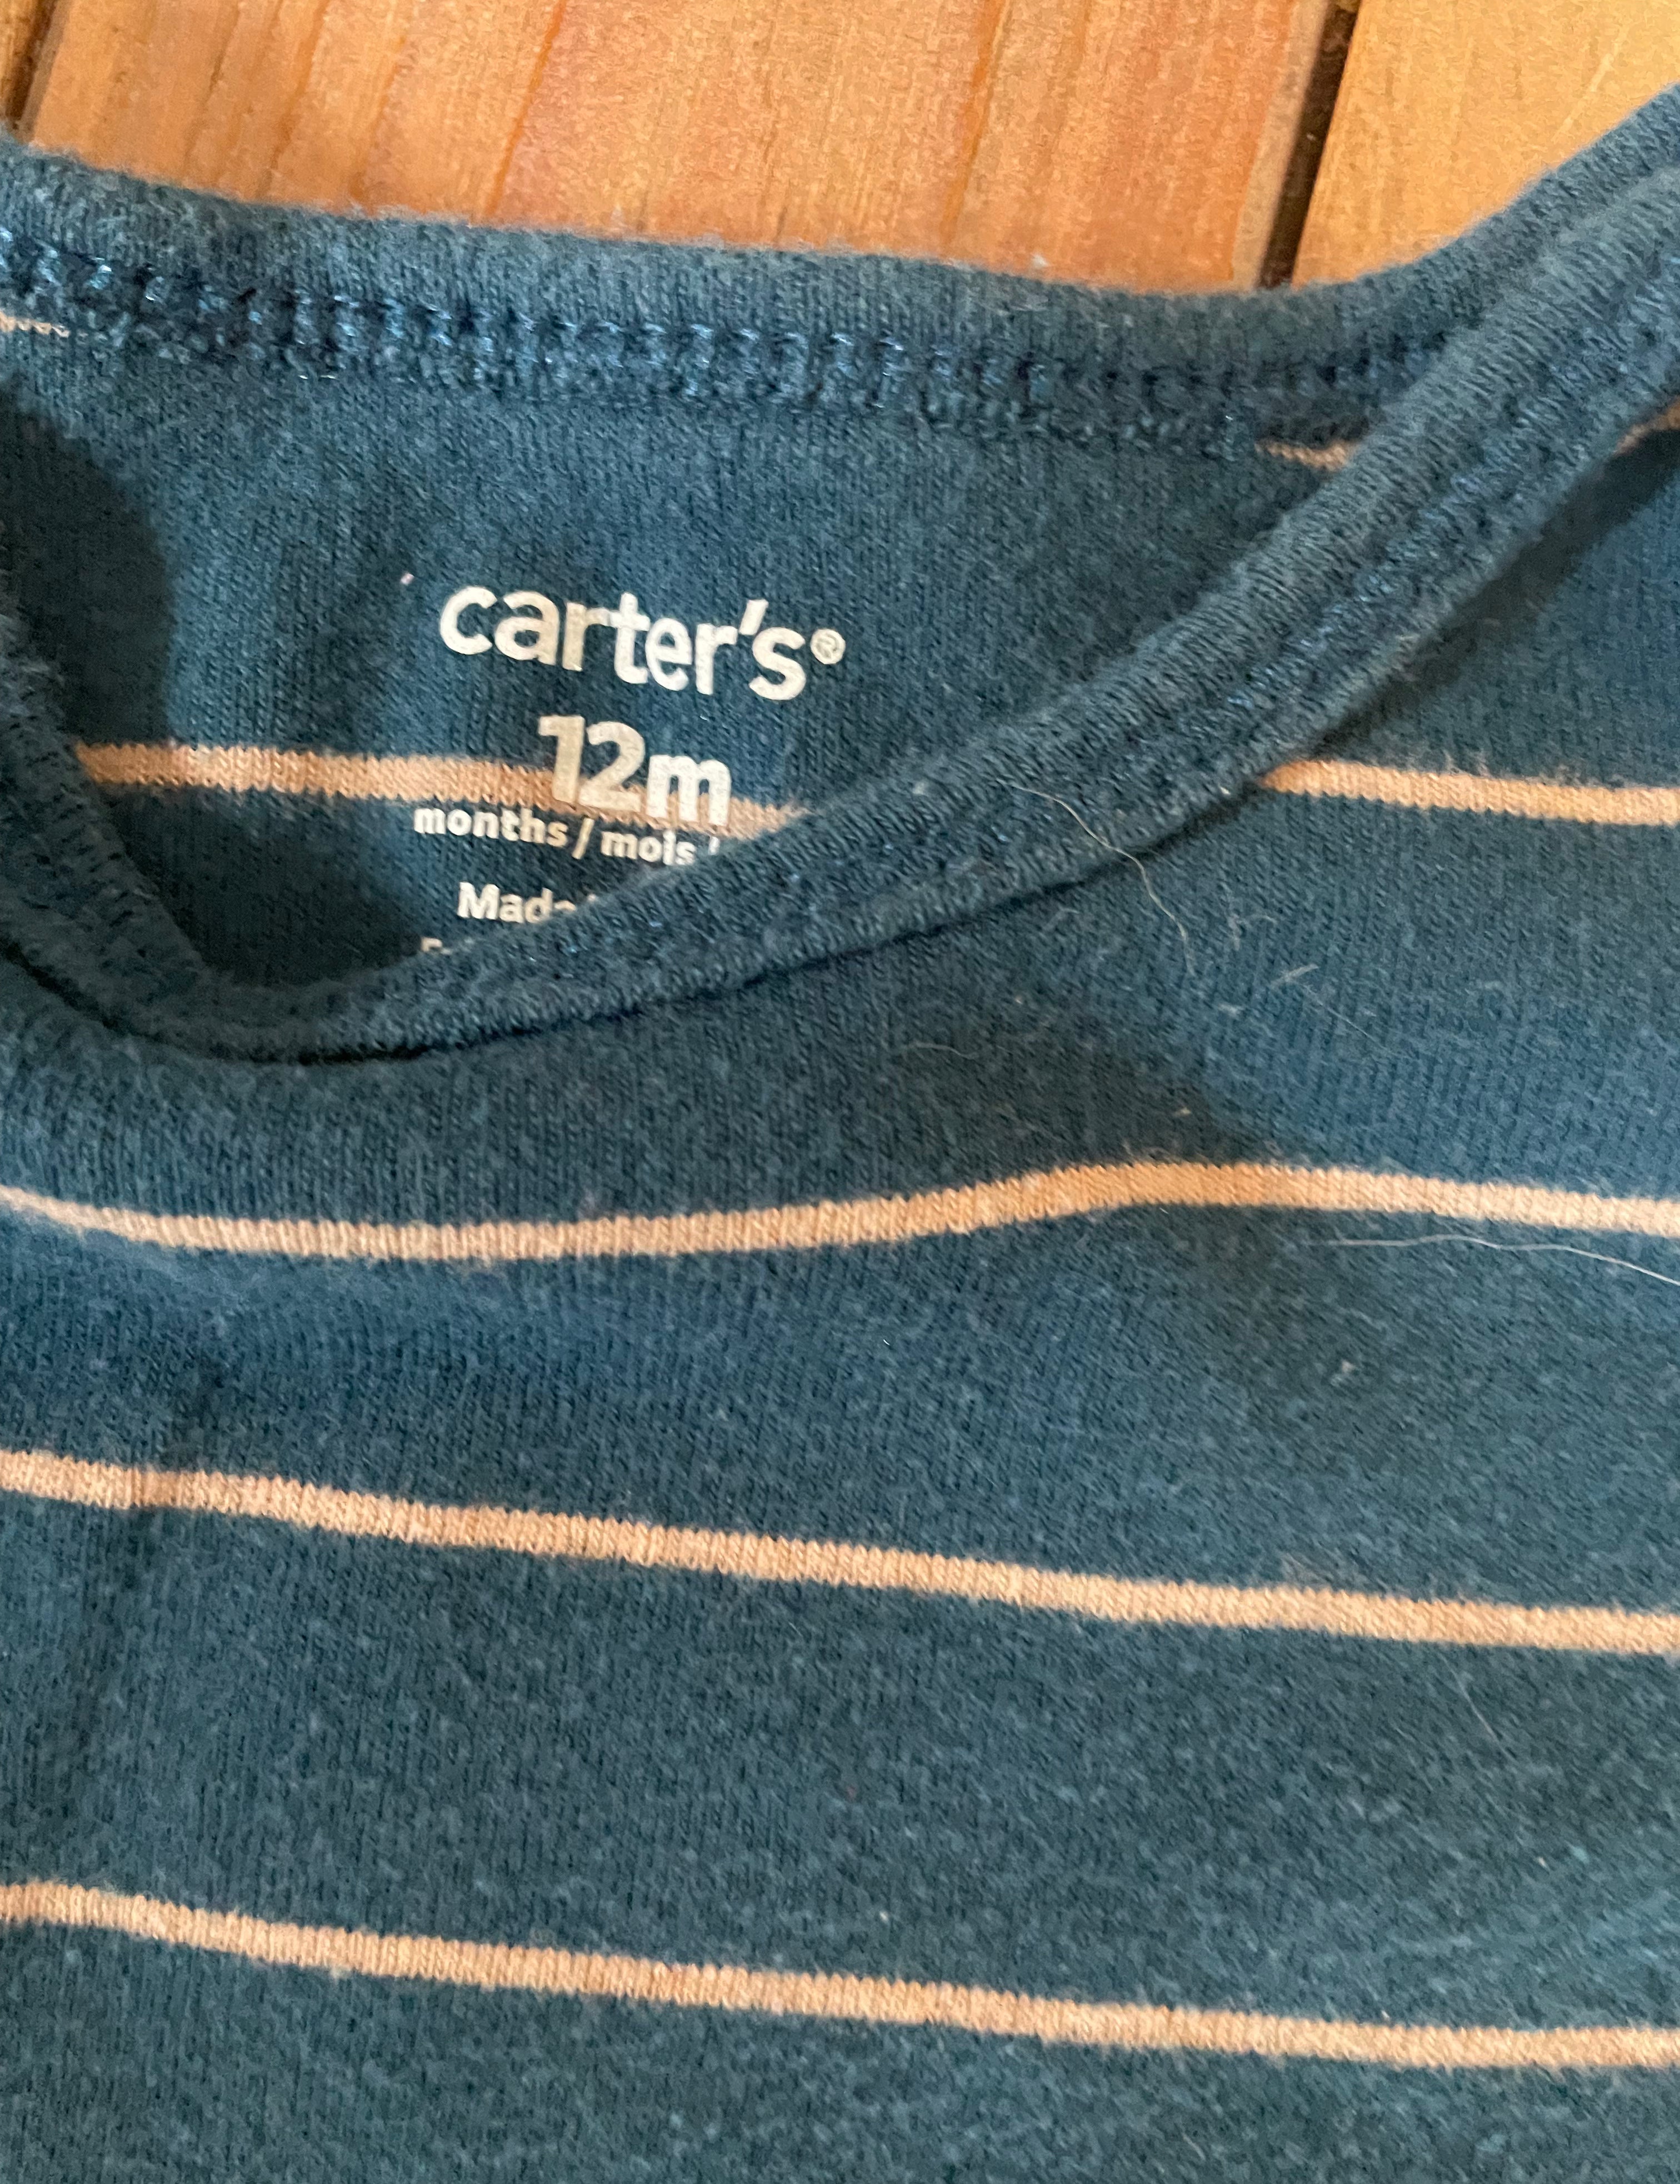 carter's®
12m
months / mois /